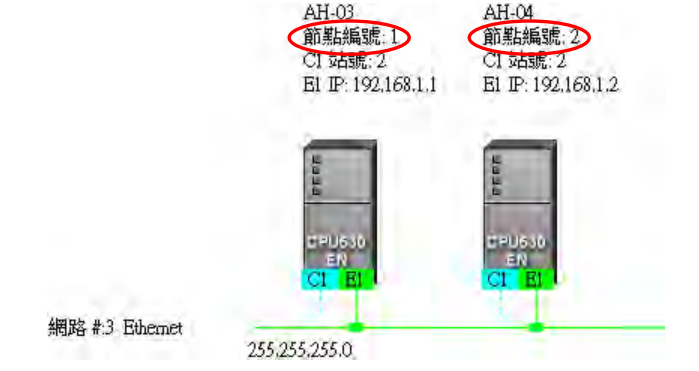 AH-03
節點編號: 1
C1 站號: 2
E1 IP: 192.168.1.1
AH-04
節點編號: 2
C1 站號: 2
E1 IP: 192.168.1.2
CPU530
EN
C1 E1
CPU530
EN
C1 E1
網路 #:3 Ethernet
255.255.255.0